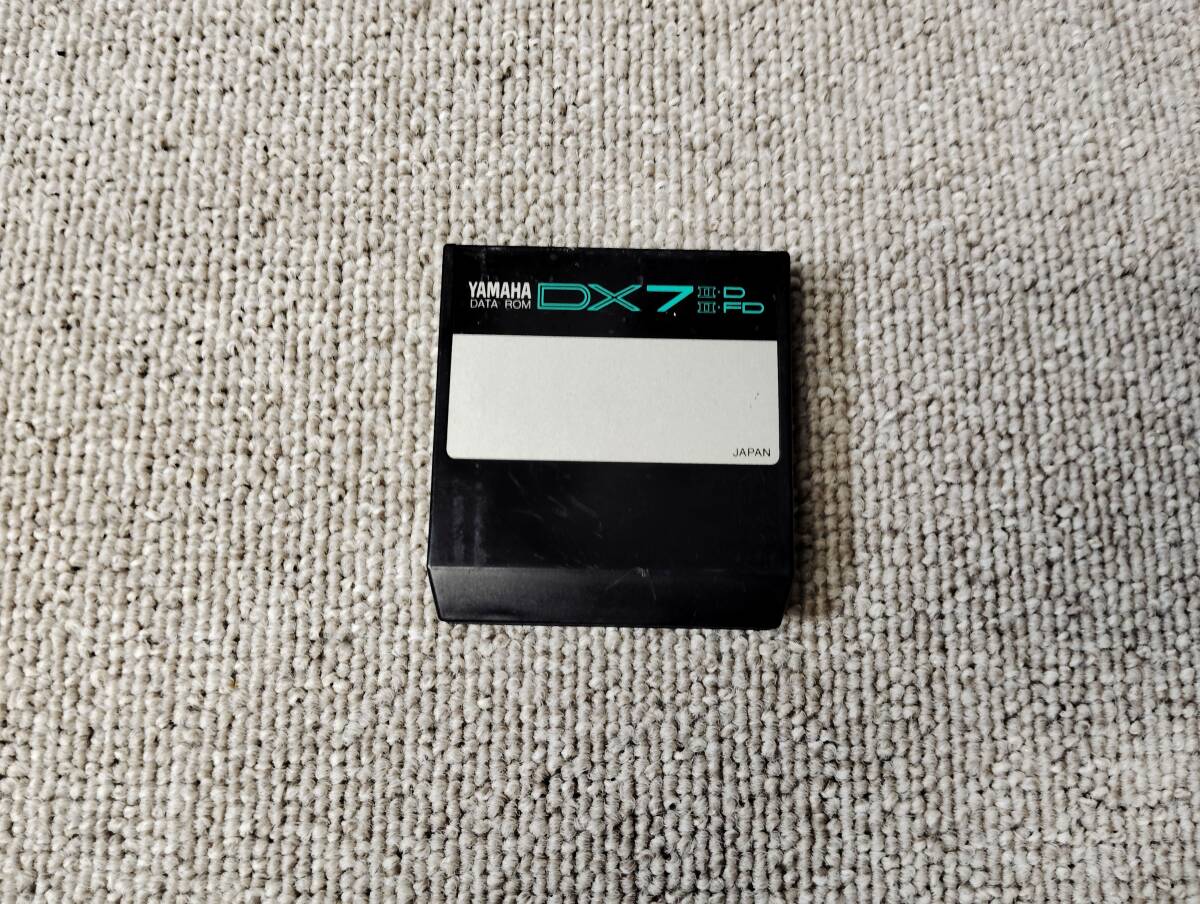 YAMAHA DX7 II·D
DATA ROM II·FD
JAPAN